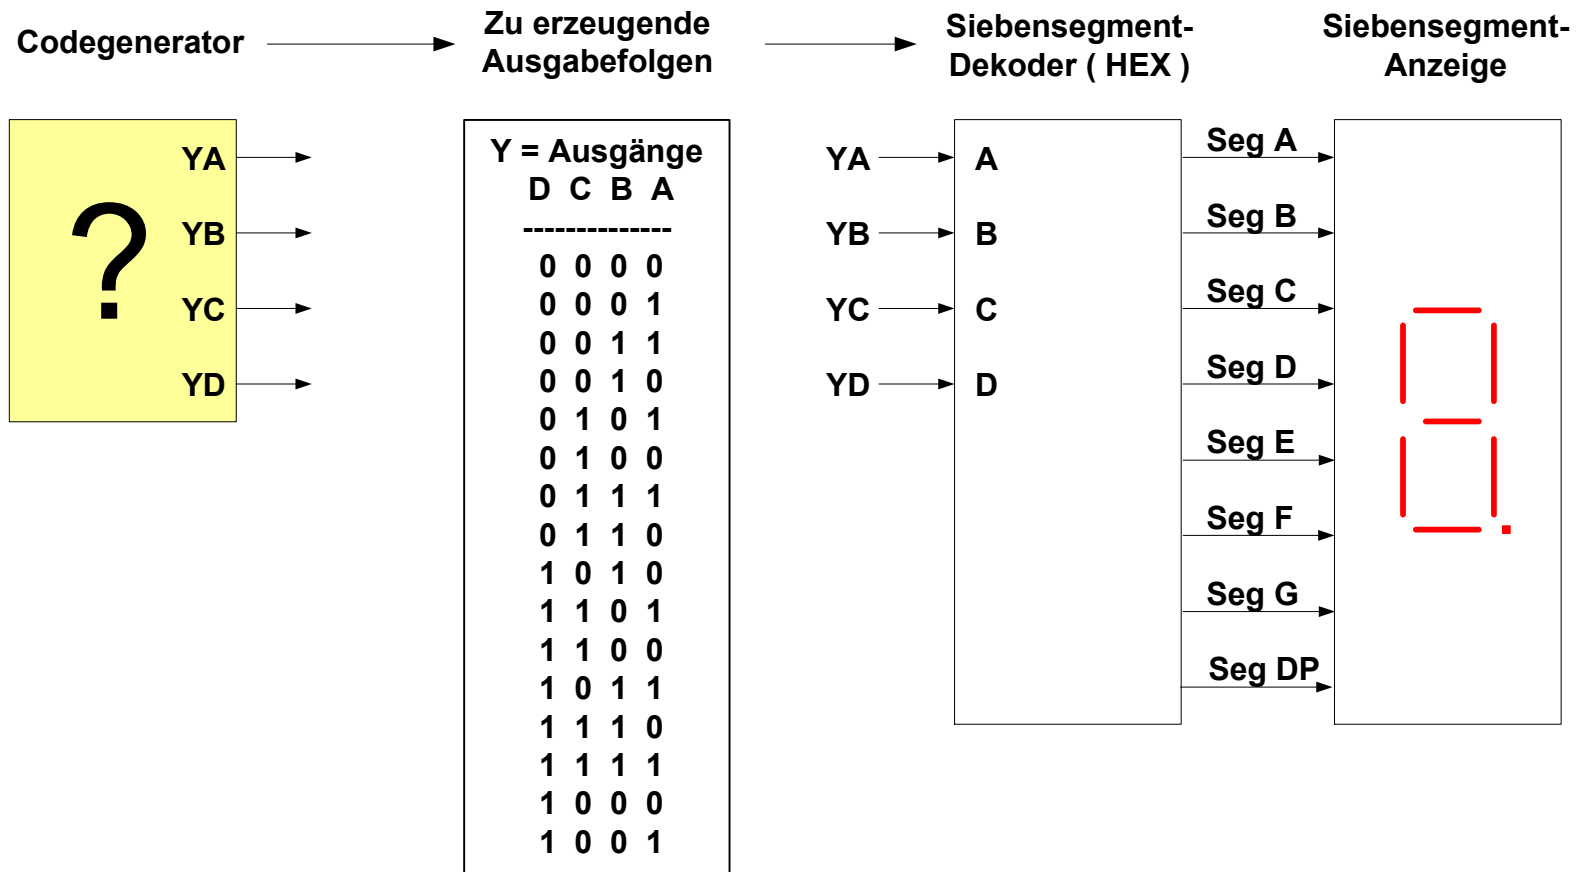 Codegenerator
Zu erzeugende
Ausgabefolgen
Siebensegment-
Dekoder ( HEX )
Siebensegment-
Anzeige
?
YA
YB
YC
YD
Y = Ausgänge
D C B A
--------------
0 0 0 0
0 0 0 1
0 0 1 1
0 0 1 0
0 1 0 1
0 1 0 0
0 1 1 1
0 1 1 0
1 0 1 0
1 1 0 1
1 1 0 0
1 0 1 1
1 1 1 0
1 1 1 1
1 0 0 0
1 0 0 1
YA
YB
YC
YD
A
B
C
D
Seg A
Seg B
Seg C
Seg D
Seg E
Seg F
Seg G
Seg DP
8.